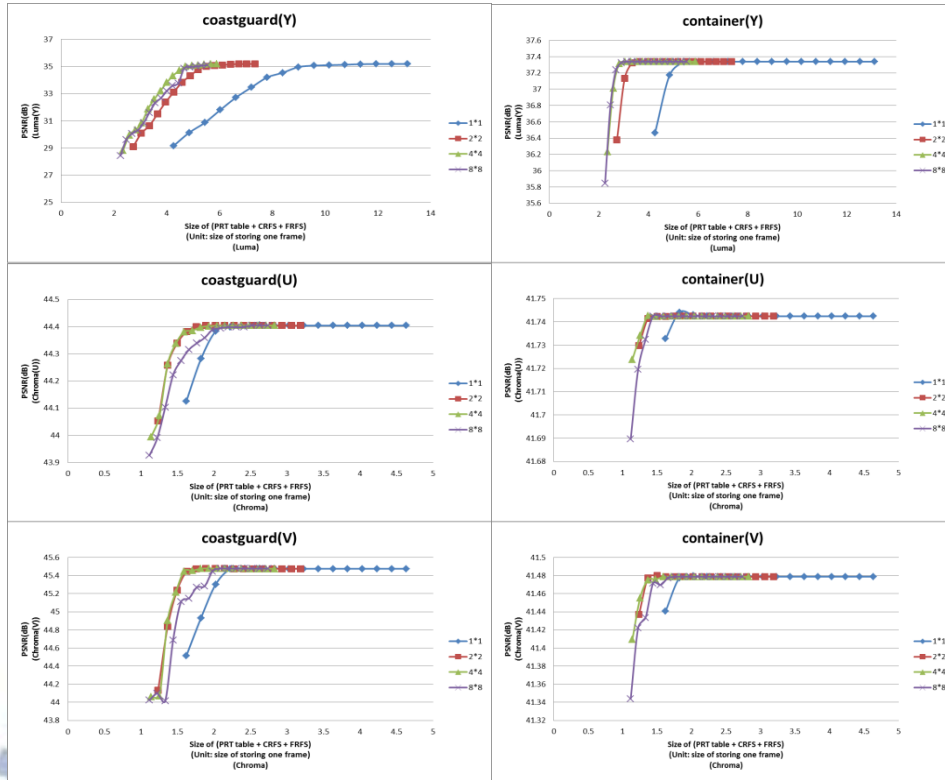 coastguard(Y)
PSNR(dB)
(Luma(Y))
37
35
33
31
29
27
25
0 2 4 6 8 10 12 14
Size of (PRT table + CRFS + FRFS)
(Unit: size of storing one frame)
(Luma)
1*1
2*2
4*4
8*8
container(Y)
PSNR(dB)
(Luma(Y))
37.6
37.4
37.2
37
36.8
36.6
36.4
36.2
36
35.8
35.6
0 2 4 6 8 10 12 14
Size of (PRT table + CRFS + FRFS)
(Unit: size of storing one frame)
(Luma)
1*1
2*2
4*4
8*8
coastguard(U)
PSNR(dB)
(Chroma(U))
44.5
44.4
44.3
44.2
44.1
44
43.9
0 0.5 1 1.5 2 2.5 3 3.5 4 4.5 5
Size of (PRT table + CRFS + FRFS)
(Unit: size of storing one frame)
(Chroma)
1*1
2*2
4*4
8*8
container(U)
PSNR(dB)
(Chroma(U))
41.75
41.74
41.73
41.72
41.71
41.7
41.69
41.68
0 0.5 1 1.5 2 2.5 3 3.5 4 4.5 5
Size of (PRT table + CRFS + FRFS)
(Unit: size of storing one frame)
(Chroma)
1*1
2*2
4*4
8*8
coastguard(V)
PSNR(dB)
(Chroma(V))
45.6
45.4
45.2
45
44.8
44.6
44.4
44.2
44
43.8
0 0.5 1 1.5 2 2.5 3 3.5 4 4.5 5
Size of (PRT table + CRFS + FRFS)
(Unit: size of storing one frame)
(Chroma)
1*1
2*2
4*4
8*8
container(V)
PSNR(dB)
(Chroma(V))
41.5
41.48
41.46
41.44
41.42
41.4
41.38
41.36
41.34
41.32
0 0.5 1 1.5 2 2.5 3 3.5 4 4.5 5
Size of (PRT table + CRFS + FRFS)
(Unit: size of storing one frame)
(Chroma)
1*1
2*2
4*4
8*8